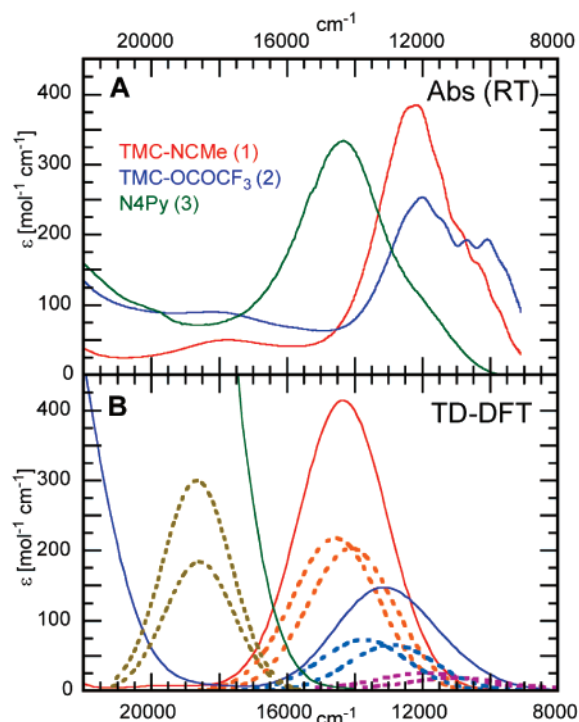 cm⁻¹
20000 16000 12000 8000
A Abs (RT)
400
TMC-NCMe (1)
TMC-OCOCF₃ (2)
N4Py (3)
300
ε [mol⁻¹ cm⁻¹]
200
100
0
B TD-DFT
400
300
ε [mol⁻¹ cm⁻¹]
200
100
0
20000 16000 cm⁻¹ 12000 8000